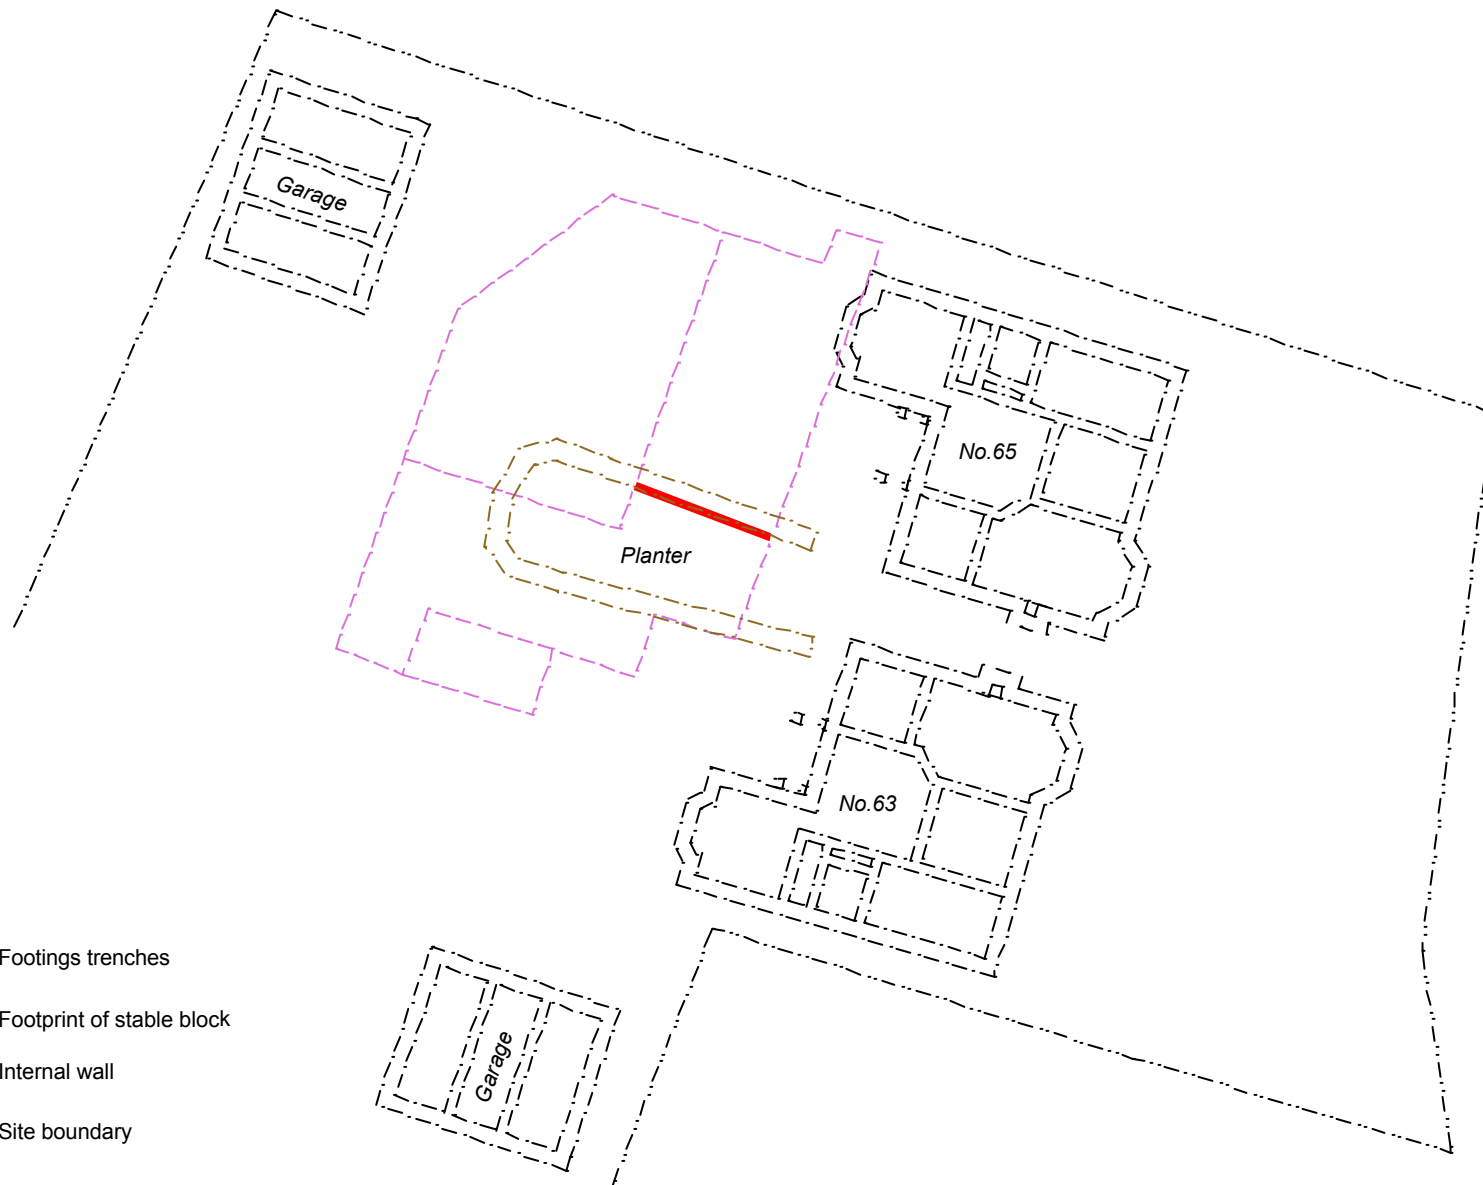 Garage
No.65
Planter
No.63
Footings trenches
Footprint of stable block
Garage
Internal wall
Site boundary